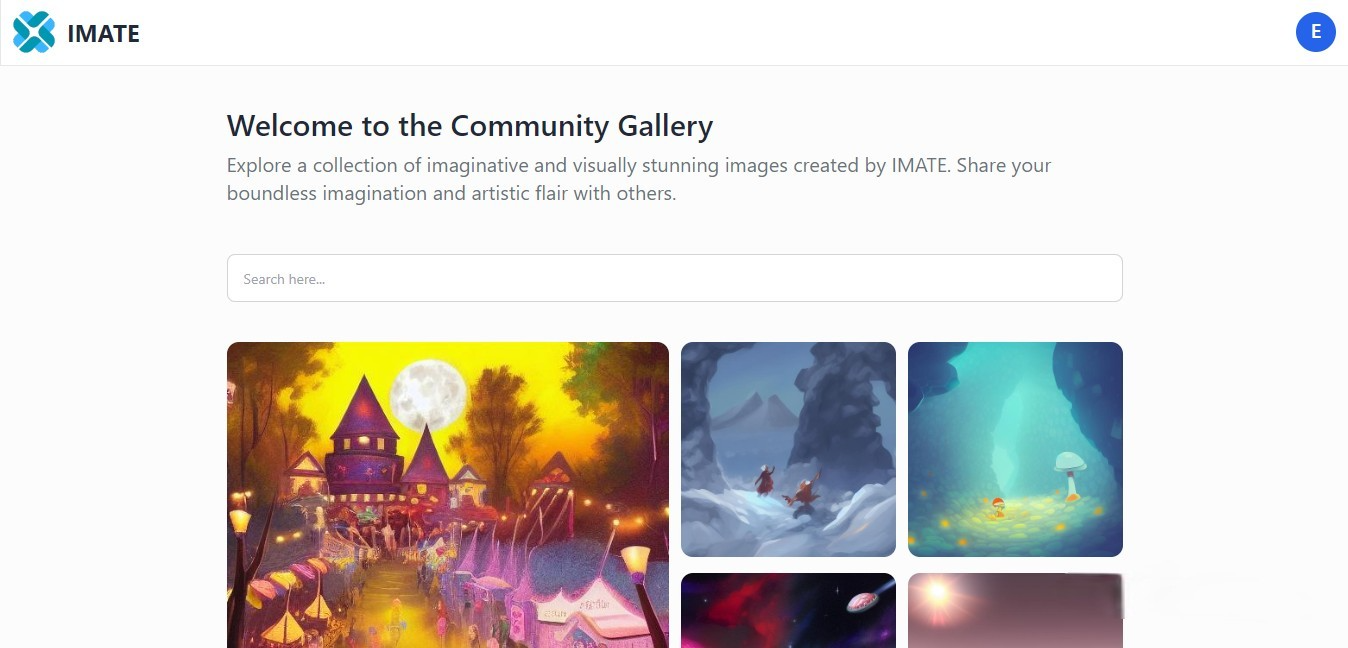 IMATE
E
Welcome to the Community Gallery
Explore a collection of imaginative and visually stunning images created by IMATE. Share your
boundless imagination and artistic flair with others.
Search here...